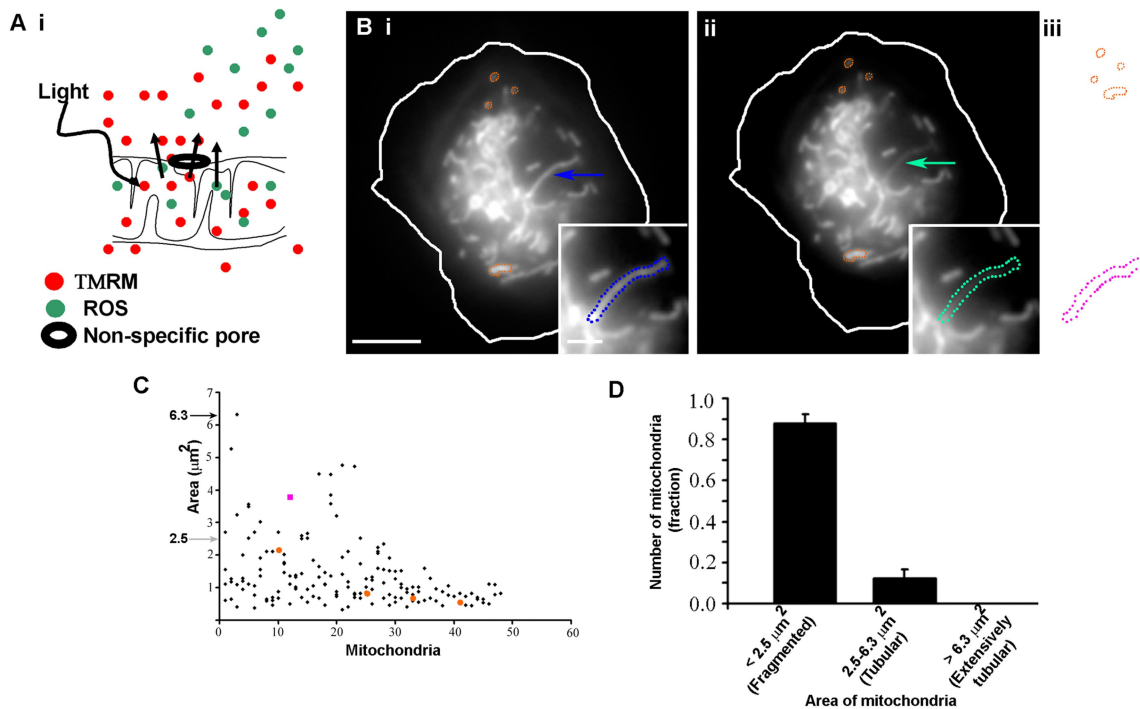 A i
Light
TMRM
ROS
Non-specific pore
B i
ii
iii
C
7
6.3
6
5
4
3
2.5
2
1
Area (μm2)
0 10 20 30 40 50 60
Mitochondria
D
1.0
0.8
0.6
0.4
0.2
0.0
Number of mitochondria
(fraction)
< 2.5 μm2
(Fragmented)
2.5-6.3 μm2
(Tubular)
> 6.3 μm2
(Extensively
tubular)
Area of mitochondria